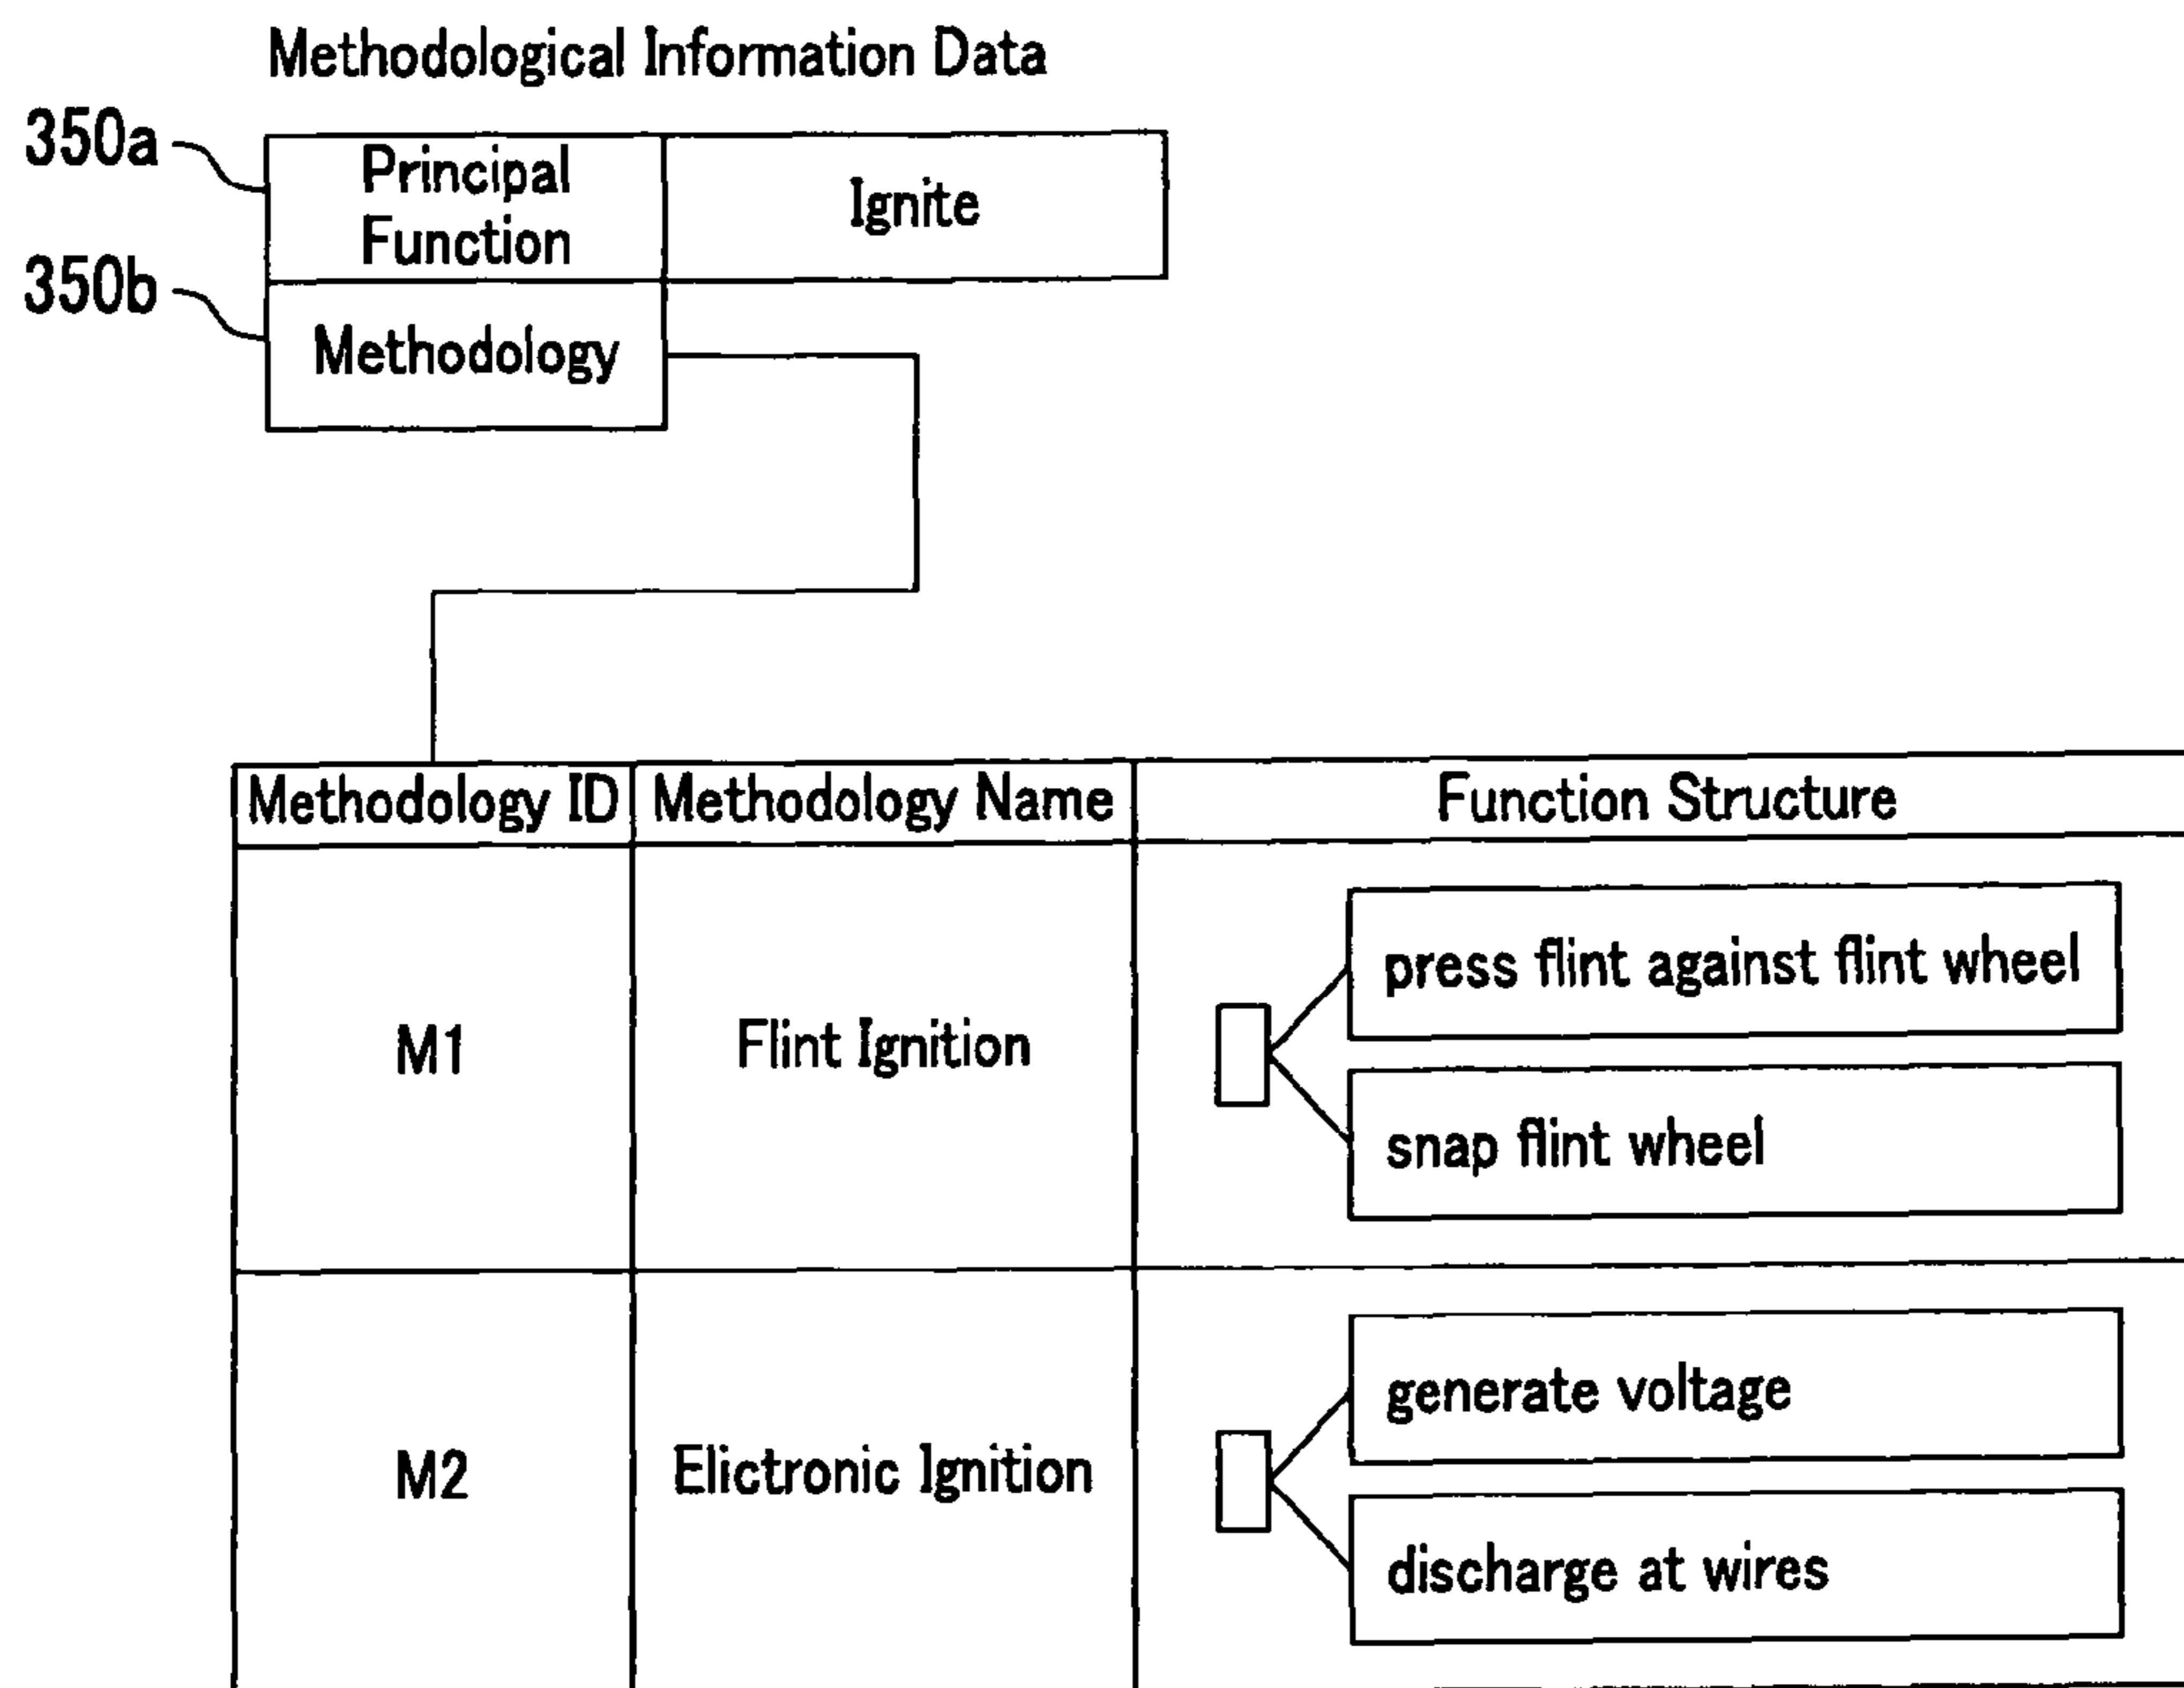 Methodological Information Data
350a
Principal
Function
Ignite
350b
Methodology
Methodology ID
Methodology Name
Function Structure
M1
Flint Ignition
press flint against flint wheel
snap flint wheel
M2
Elictronic Ignition
generate voltage
discharge at wires